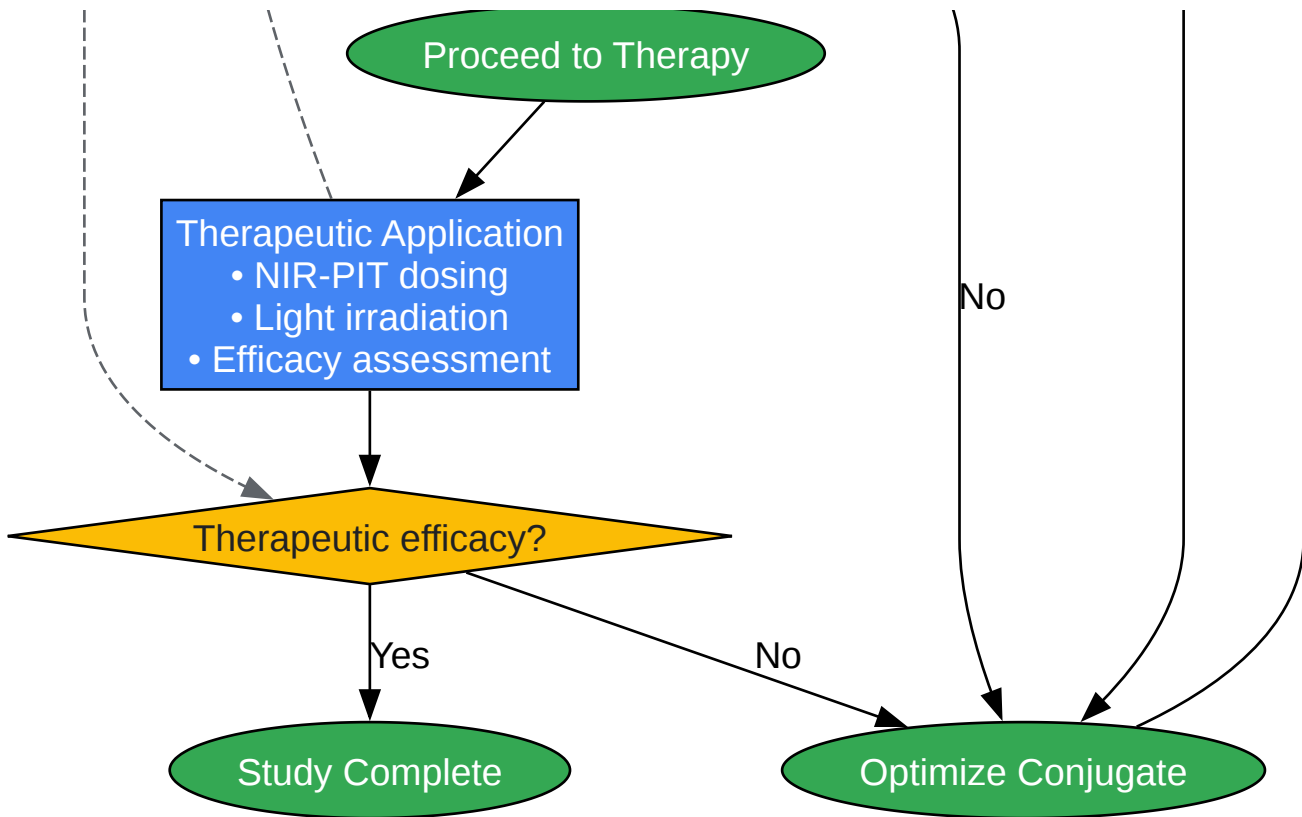 Proceed to Therapy
Therapeutic Application
• NIR-PIT dosing
• Light irradiation
• Efficacy assessment
No
Therapeutic efficacy?
Yes
No
Study Complete
Optimize Conjugate